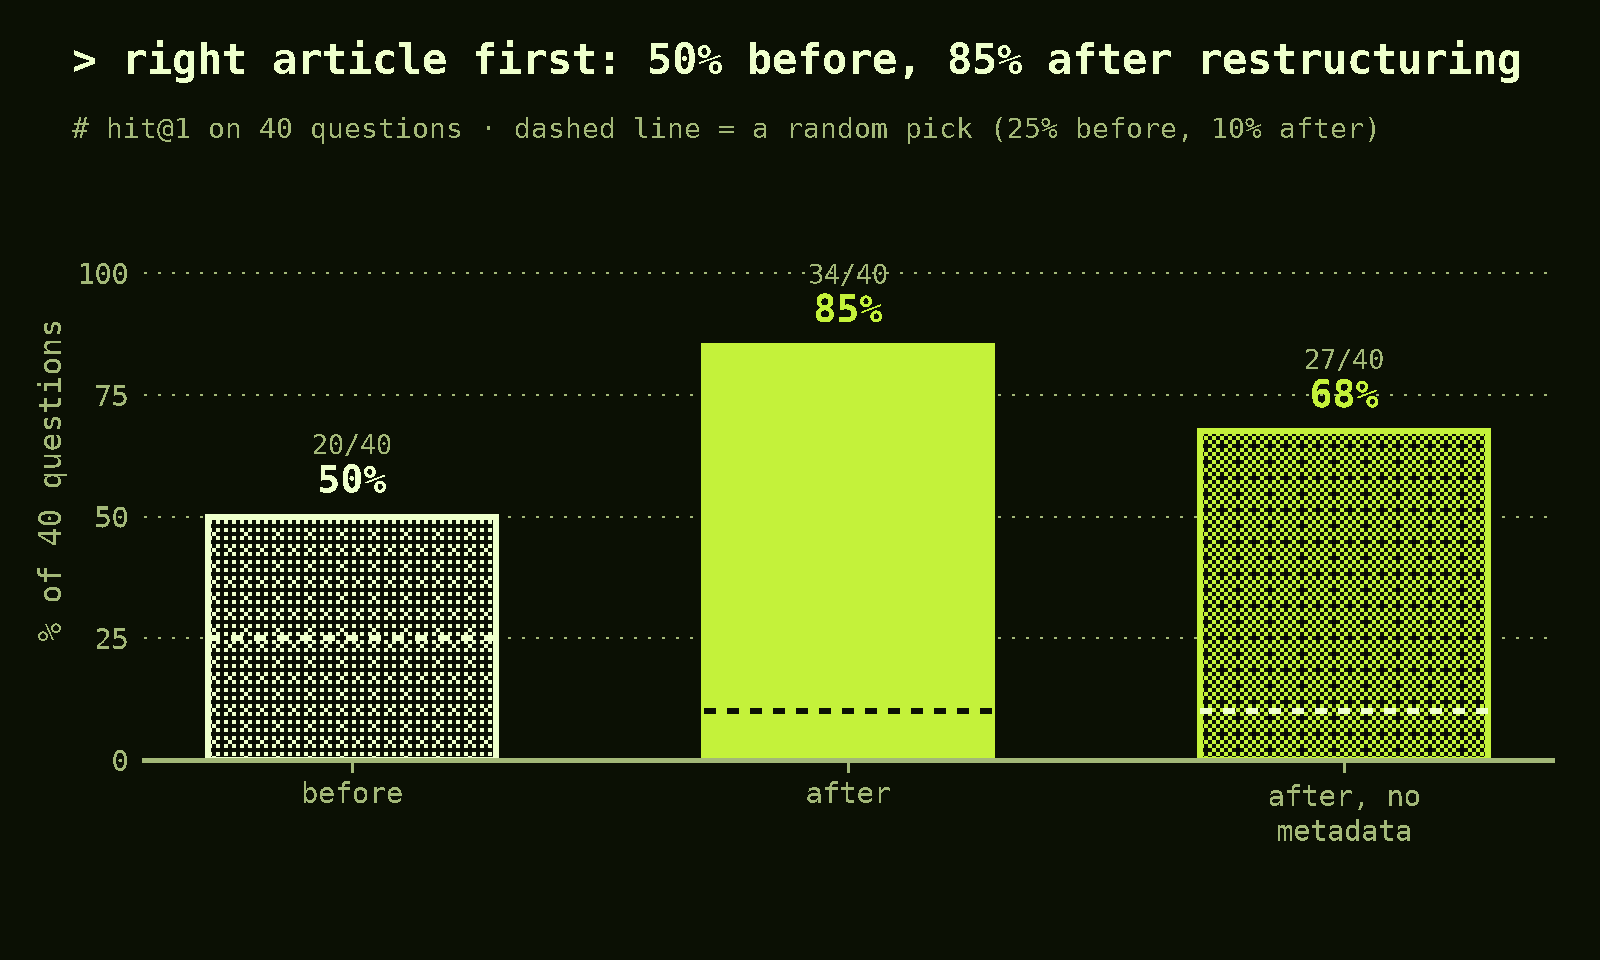 > right article first: 50% before, 85% after restructuring
# hit@1 on 40 questions · dashed line = a random pick (25% before, 10% after)
% of 40 questions
100
75
50
25
0
20/40
50%
34/40
85%
27/40
68%
before
after
after, no
metadata